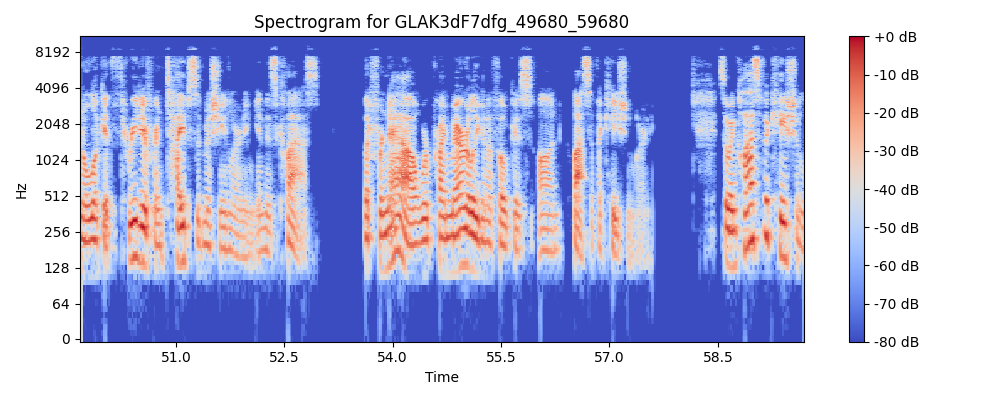 Spectrogram for GLAK3dF7dfg_49680_59680
8192
4096
2048
1024
512
256
128
64
0
Hz
51.0 52.5 54.0 55.5 57.0 58.5
Time
+0 dB
-10 dB
-20 dB
-30 dB
-40 dB
-50 dB
-60 dB
-70 dB
-80 dB